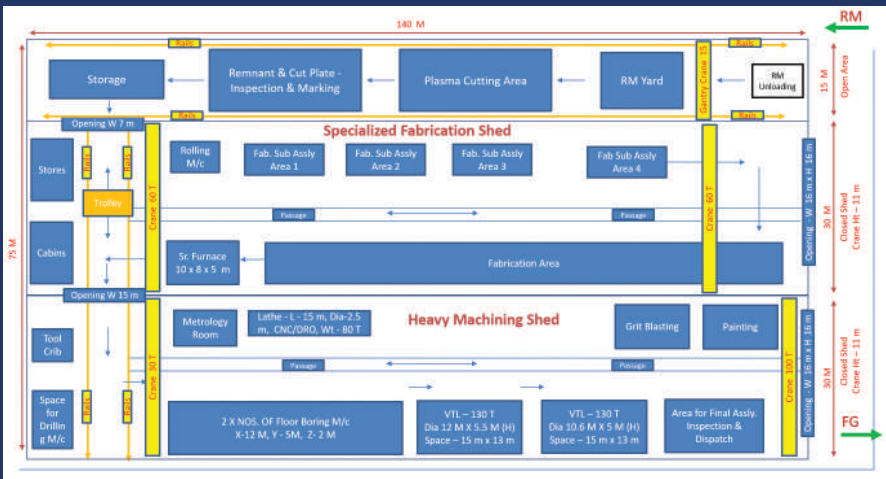 140 M
RM
Rails
Rails
Storage
Remnant & Cut Plate -
Inspection & Marking
Plasma Cutting Area
RM Yard
Gantry Crane 15
RM
Unloading
15 M
Open Area
Rails
Rails
75 M
Opening W 7 m
Specialized Fabrication Shed
Stores
Rails
Rails
Crane 60 T
Rolling
M/c
Fab. Sub Assly
Area 1
Fab. Sub Assly
Area 2
Fab. Sub Assly
Area 3
Fab Sub Assly
Area 4
Crane 60 T
Opening - W 16 m x H 16 m
30 M
Closed Shed
Crane Ht – 11 m
Trolley
Passage
Passage
Cabins
Sr. Furnace
10 x 8 x 5 m
Fabrication Area
Opening W 15 m
Heavy Machining Shed
Tool
Crib
Crane 30 T
Metrology
Room
Lathe - L - 15 m, Dia-2.5
m, CNC/DRO, Wt - 80 T
Grit Blasting
Painting
Crane 100 T
Opening - W 16 m x H 16 m
30 M
Closed Shed
Crane Ht – 11 m
Passage
Passage
Space
for
Drillin
g M/c
Rails
Rails
2 X NOS. OF Floor Boring M/c
X-12 M, Y - 5M, Z- 2 M
VTL – 130 T
Dia 12 M X 5.5 M (H)
Space – 15 m x 13 m
VTL – 130 T
Dia 10.6 M X 5 M (H)
Space – 15 m x 13 m
Area for Final Assly.
Inspection &
Dispatch
FG